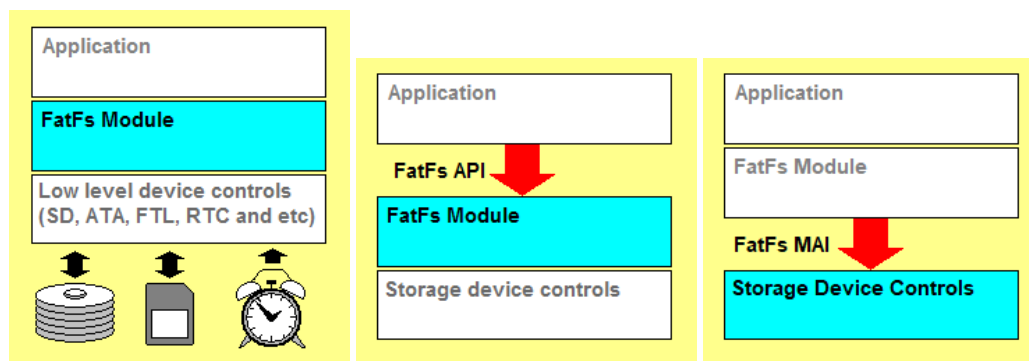 Application
FatFs Module
Low level device controls
(SD, ATA, FTL, RTC and etc)
Application
FatFs API
FatFs Module
Storage device controls
Application
FatFs Module
FatFs MAI
Storage Device Controls